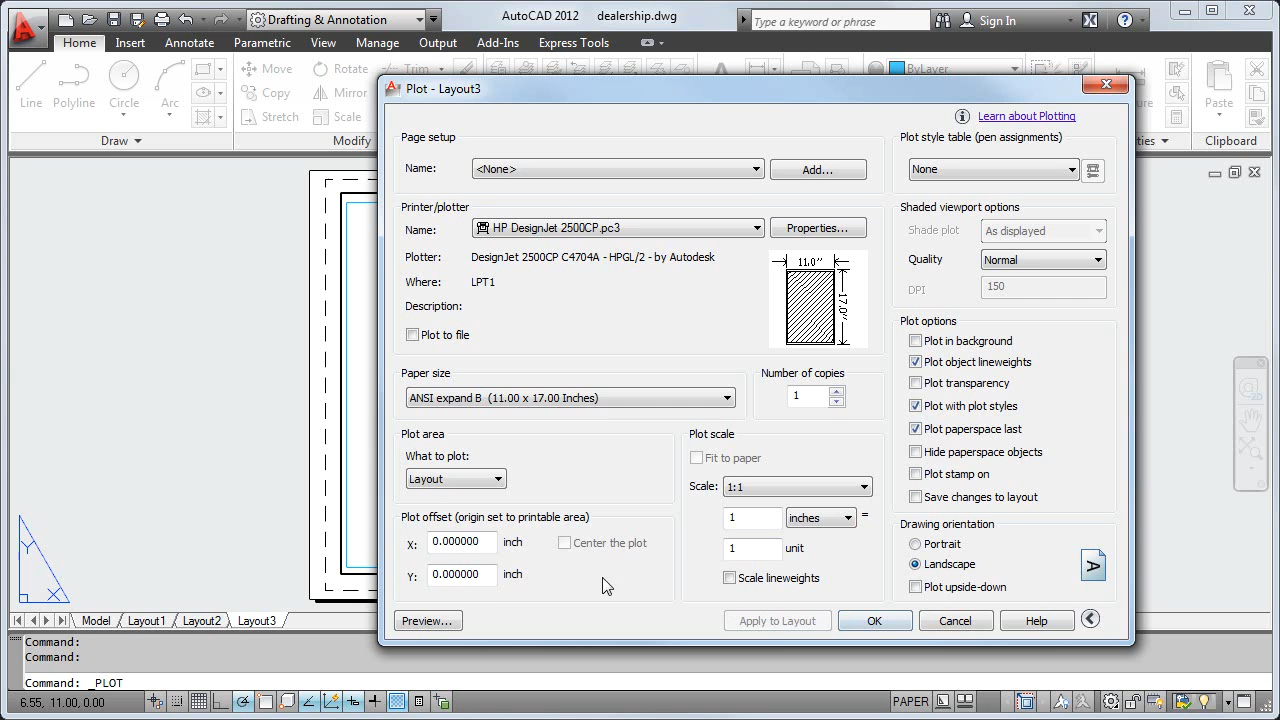 Drafting & Annotation
AutoCAD 2012 dealership.dwg
Type a keyword or phrase
Sign In
Home Insert Annotate Parametric View Manage Output Add-Ins Express Tools
Line Polyline Circle Arc
Move Rotate Trim
Copy Mirror
Stretch Scale
ByLayer
Paste
Draw Modify Clipboard
Plot - Layout3
Learn about Plotting
Page setup
Name: <None> Add...
Printer/plotter
Name: HP DesignJet 2500CP.pc3 Properties...
Plotter: DesignJet 2500CP C4704A - HPGL/2 - by Autodesk
Where: LPT1
Description:
Plot to file
11.0''
17.0''
Paper size
ANSI expand B (11.00 x 17.00 Inches)
Number of copies
1
Plot area
What to plot:
Layout
Plot offset (origin set to printable area)
X: 0.000000 inch Center the plot
Y: 0.000000 inch
Plot scale
Fit to paper
Scale: 1:1
1 inches =
1 unit
Scale lineweights
Plot style table (pen assignments)
None
Shaded viewport options
Shade plot As displayed
Quality Normal
DPI 150
Plot options
Plot in background
Plot object lineweights
Plot transparency
Plot with plot styles
Plot paperspace last
Hide paperspace objects
Plot stamp on
Save changes to layout
Drawing orientation
Portrait
Landscape
Plot upside-down
A
Preview... Apply to Layout OK Cancel Help
Y
X
Model Layout1 Layout2 Layout3
Command:
Command:
Command: _PLOT
6.55, 11.00, 0.00
PAPER